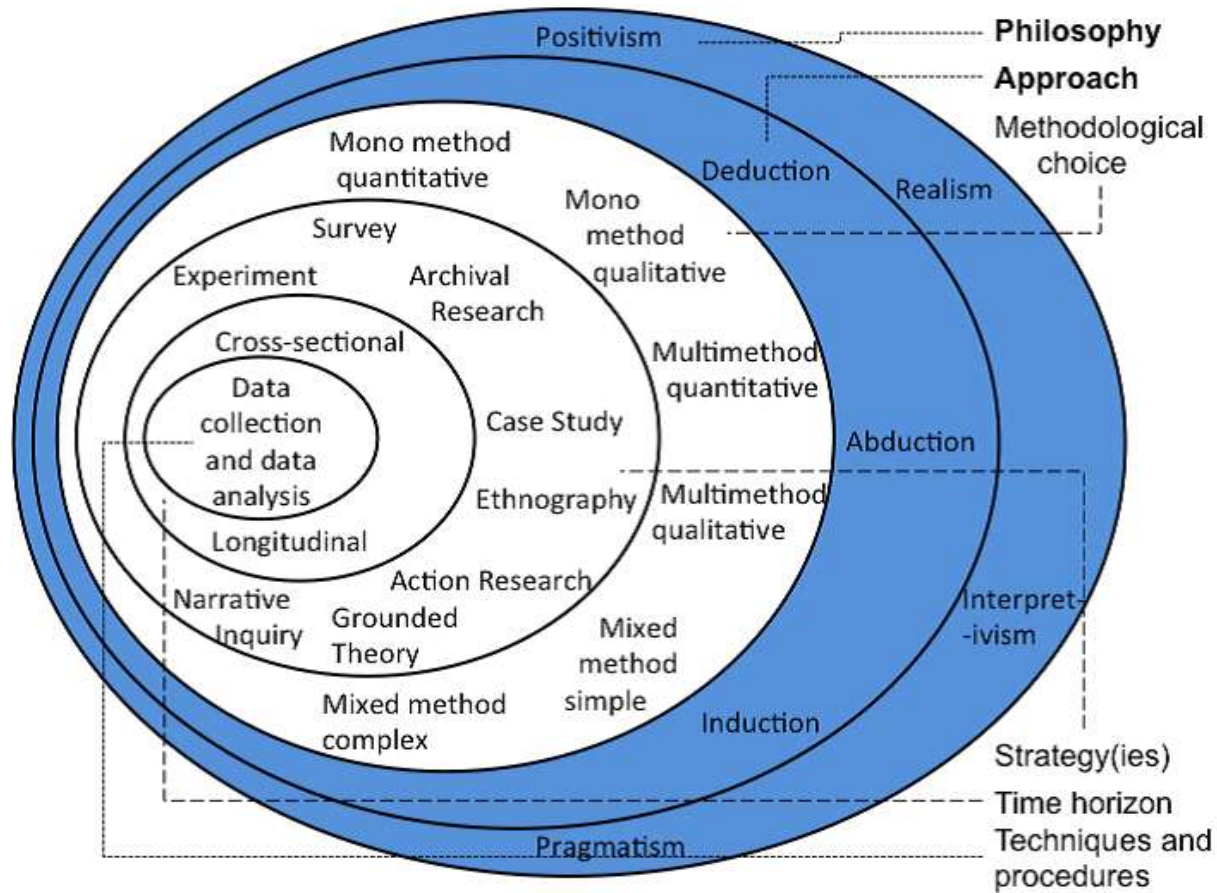 Positivism
Philosophy
Approach
Methodological
choice
Mono method
quantitative
Deduction
Realism
Mono
method
qualitative
Survey
Experiment
Archival
Research
Cross-sectional
Multimethod
quantitative
Data
collection
and data
analysis
Case Study
Abduction
Ethnography
Multimethod
qualitative
Longitudinal
Action Research
Narrative
Inquiry
Grounded
Theory
Interpret-
-ivism
Mixed
method
simple
Mixed method
complex
Induction
Strategy(ies)
Time horizon
Techniques and
procedures
Pragmatism